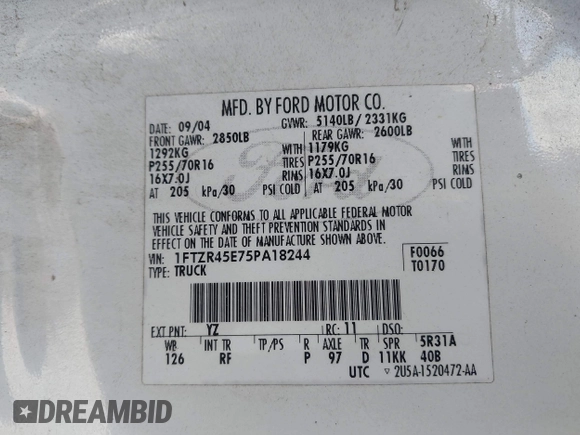 MFD. BY FORD MOTOR CO.
DATE: 09/04 GVWR: 5140LB/ 2331KG
FRONT GAWR: 2850LB REAR GAWR: 2600LB
1292KG WITH 1179KG WITH
P255/70R16 TIRES P255/70R16 TIRES
16X7.0J RIMS 16X7.0J RIMS
AT 205 kPa/30 PSI COLD AT 205 kPa/30 PSI COLD
Ford
THIS VEHICLE CONFORMS TO ALL APPLICABLE FEDERAL MOTOR
VEHICLE SAFETY AND THEFT PREVENTION STANDARDS IN
EFFECT ON THE DATE OF MANUFACTURE SHOWN ABOVE.
VIN: 1FTZR45E75PA18244 F0066
TYPE: TRUCK T0170
EXT PNT: YZ RC: 11 DSO:
WB INT TR TP/PS R AXLE TR SPR 5R31A
126 RF P 97 D 11KK 40B
UTC ▽ 2U5A-1520472-AA
DREAMBID